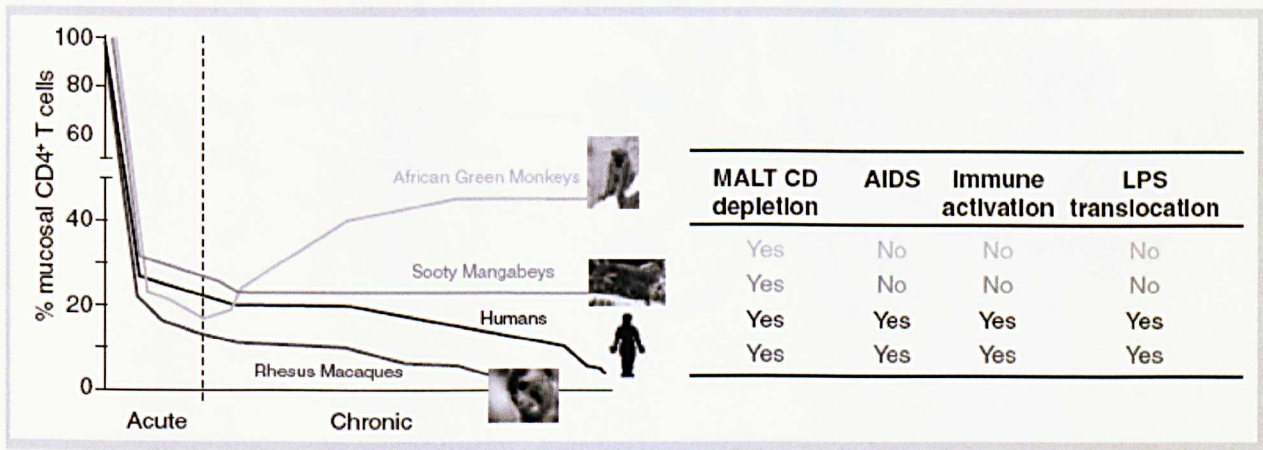 % mucosal CD4+ T cells
100
80
60
40
20
0
African Green Monkeys
Sooty Mangabeys
Humans
Rhesus Macaques
Acute
Chronic
MALT CD depletion AIDS Immune activation LPS translocation
Yes No No No
Yes No No No
Yes Yes Yes Yes
Yes Yes Yes Yes